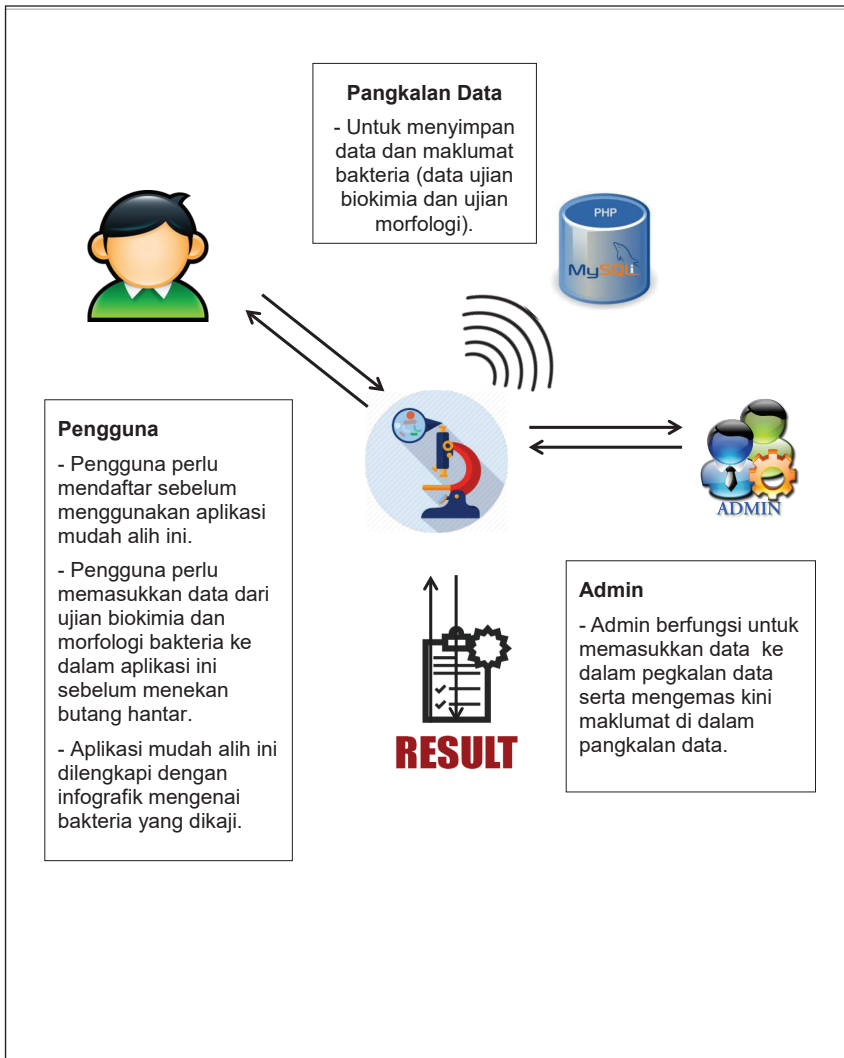 Pangkalan Data
- Untuk menyimpan
data dan maklumat
bakteria (data ujian
biokimia dan ujian
morfologi).
PHP
MySQLi
Pengguna
- Pengguna perlu
mendaftar sebelum
menggunakan aplikasi
mudah alih ini.
- Pengguna perlu
memasukkan data dari
ujian biokimia dan
morfologi bakteria ke
dalam aplikasi ini
sebelum menekan
butang hantar.
- Aplikasi mudah alih ini
dilengkapi dengan
infografik mengenai
bakteria yang dikaji.
ADMIN
Admin
- Admin berfungsi untuk
memasukkan data  ke
dalam pegkalan data
serta mengemas kini
maklumat di dalam
pangkalan data.
RESULT